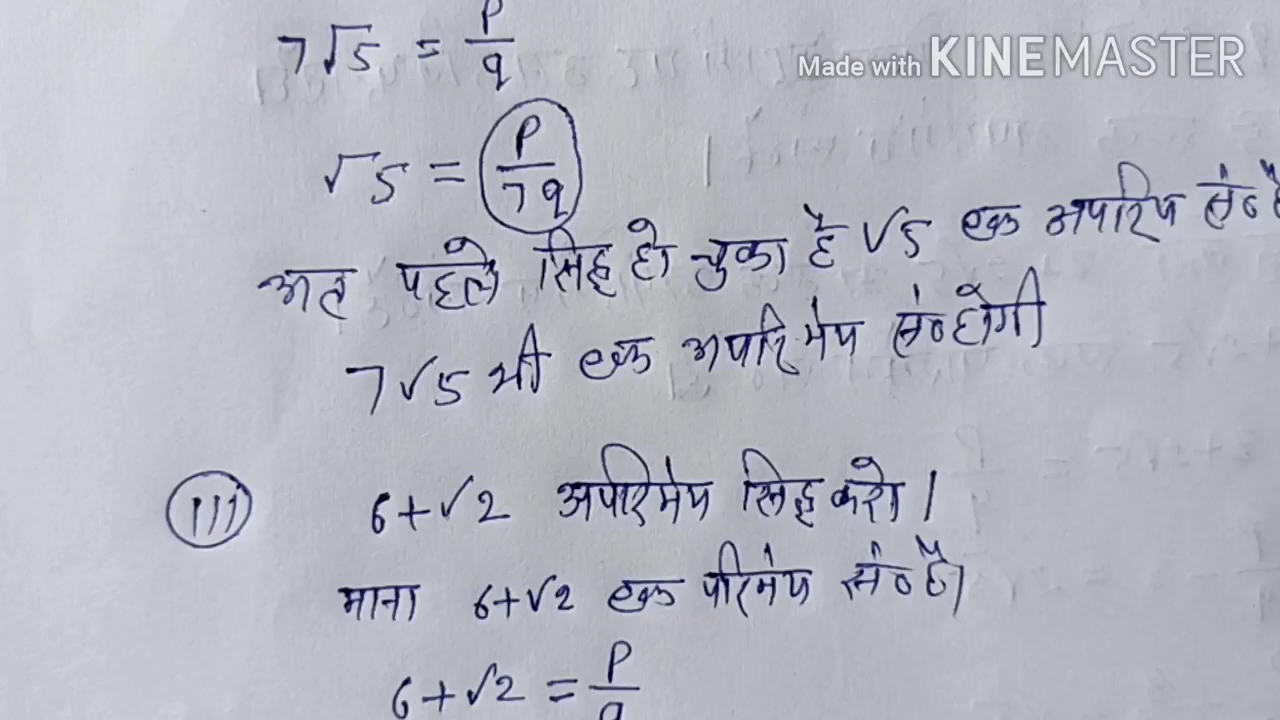 7√5 = P/q
Made with KINEMASTER
√5 = P/7q
अतः पहले सिद्ध हो चुका है √5 एक अपरिमेय सं० है
7√5 भी एक अपरिमेय सं० होगी
(iii) 6+√2 अपरिमेय सिद्ध करो।
माना 6+√2 एक परिमेय सं० है।
6+√2 = P/q